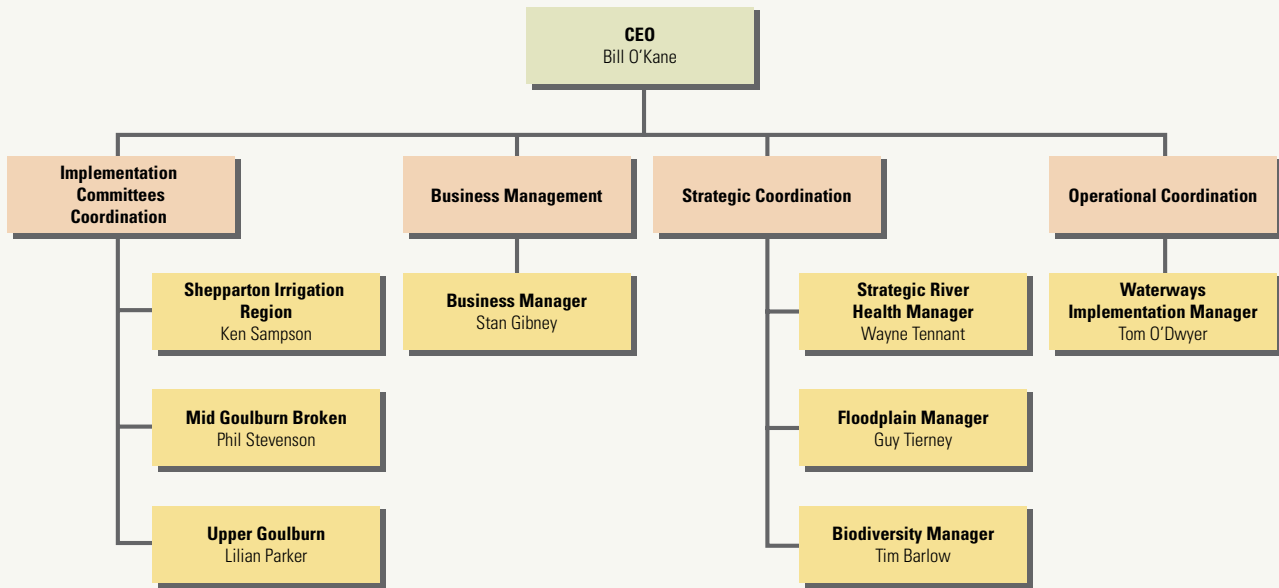 CEO
Bill O’Kane
Implementation
Committees
Coordination
Business Management
Strategic Coordination
Operational Coordination
Shepparton Irrigation
Region
Ken Sampson
Business Manager
Stan Gibney
Strategic River
Health Manager
Wayne Tennant
Waterways
Implementation Manager
Tom O’Dwyer
Mid Goulburn Broken
Phil Stevenson
Floodplain Manager
Guy Tierney
Upper Goulburn
Lilian Parker
Biodiversity Manager
Tim Barlow